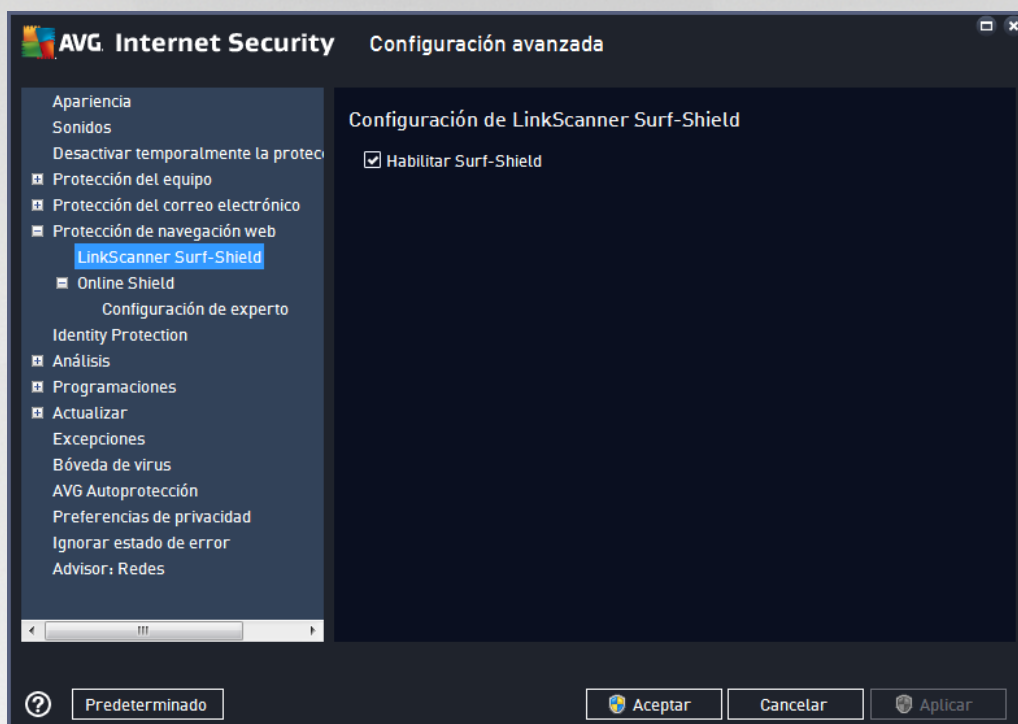 AVG. Internet Security
Configuración avanzada
Apariencia
Sonidos
Desactivar temporalmente la protec
Protección del equipo
Protección del correo electrónico
Protección de navegación web
LinkScanner Surf-Shield
Online Shield
Configuración de experto
Identity Protection
Análisis
Programaciones
Actualizar
Excepciones
Bóveda de virus
AVG Autoprotección
Preferencias de privacidad
Ignorar estado de error
Advisor: Redes
Configuración de LinkScanner Surf-Shield
Habilitar Surf-Shield
Predeterminado
Aceptar
Cancelar
Aplicar